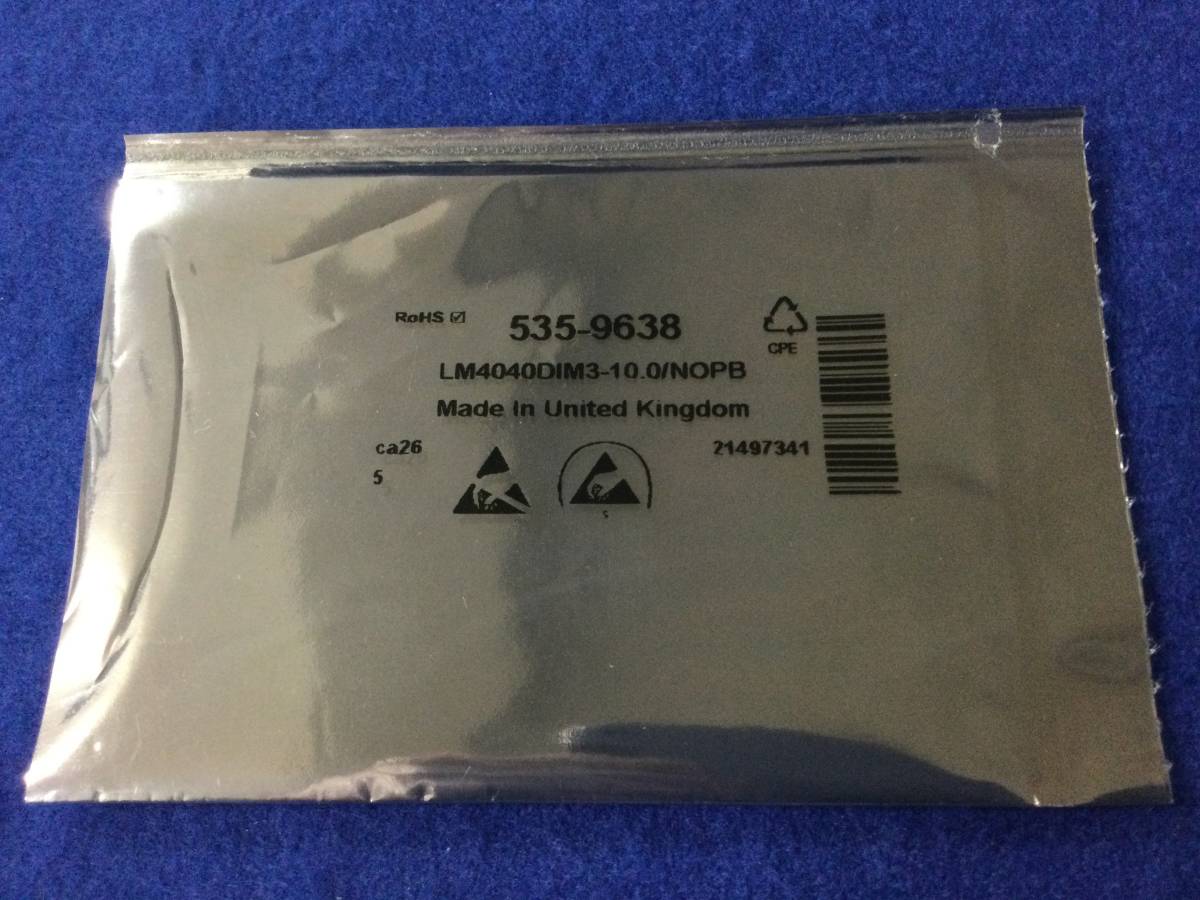 RoHS ☑ 535-9638
CPE
LM4040DIM3-10.0/NOPB
Made In United Kingdom
ca26
21497341
5
S